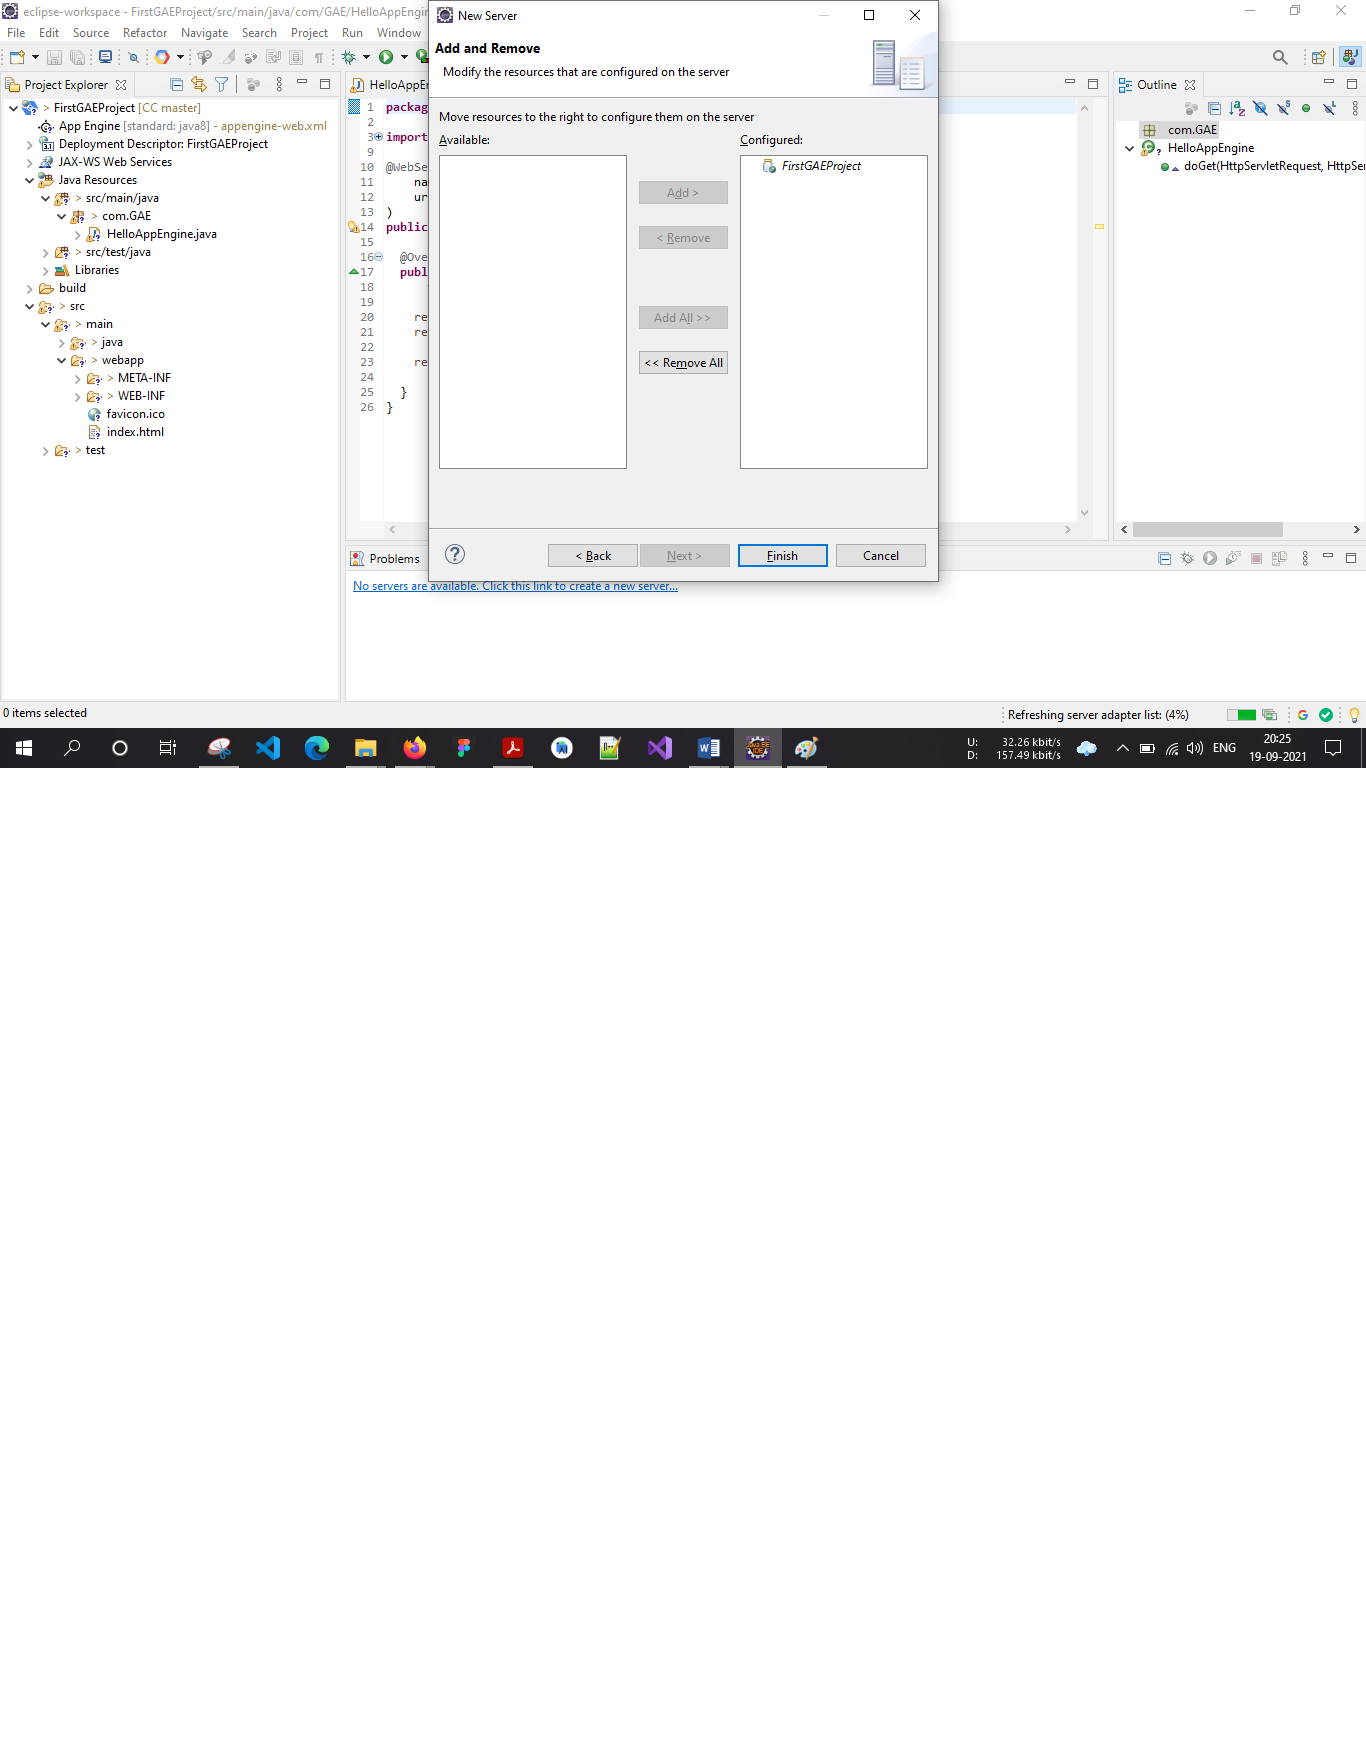 eclipse-workspace - FirstGAEProject/src/main/java/com/GAE/HelloAppEngin
File Edit Source Refactor Navigate Search Project Run Window
Project Explorer
> FirstGAEProject [CC master]
App Engine [standard: java8] - appengine-web.xml
Deployment Descriptor: FirstGAEProject
JAX-WS Web Services
Java Resources
> src/main/java
> com.GAE
HelloAppEngine.java
> src/test/java
Libraries
build
> src
> main
> java
> webapp
> META-INF
> WEB-INF
favicon.ico
index.html
> test
HelloAppEn
1 packag
2
3 import
9
10 @WebSe
11 na
12 ur
13 )
14 public
15
16 @Ove
17 publ
18
19
20 re
21 re
22
23 re
24
25 }
26 }
New Server
Add and Remove
Modify the resources that are configured on the server
Move resources to the right to configure them on the server
Available:
Configured:
FirstGAEProject
Add >
< Remove
Add All >>
<< Remove All
< Back
Next >
Finish
Cancel
Outline
com.GAE
HelloAppEngine
doGet(HttpServletRequest, HttpSer
Problems
No servers are available. Click this link to create a new server...
0 items selected
Refreshing server adapter list: (4%)
U: 32.26 kbit/s
D: 157.49 kbit/s
ENG
20:25
19-09-2021